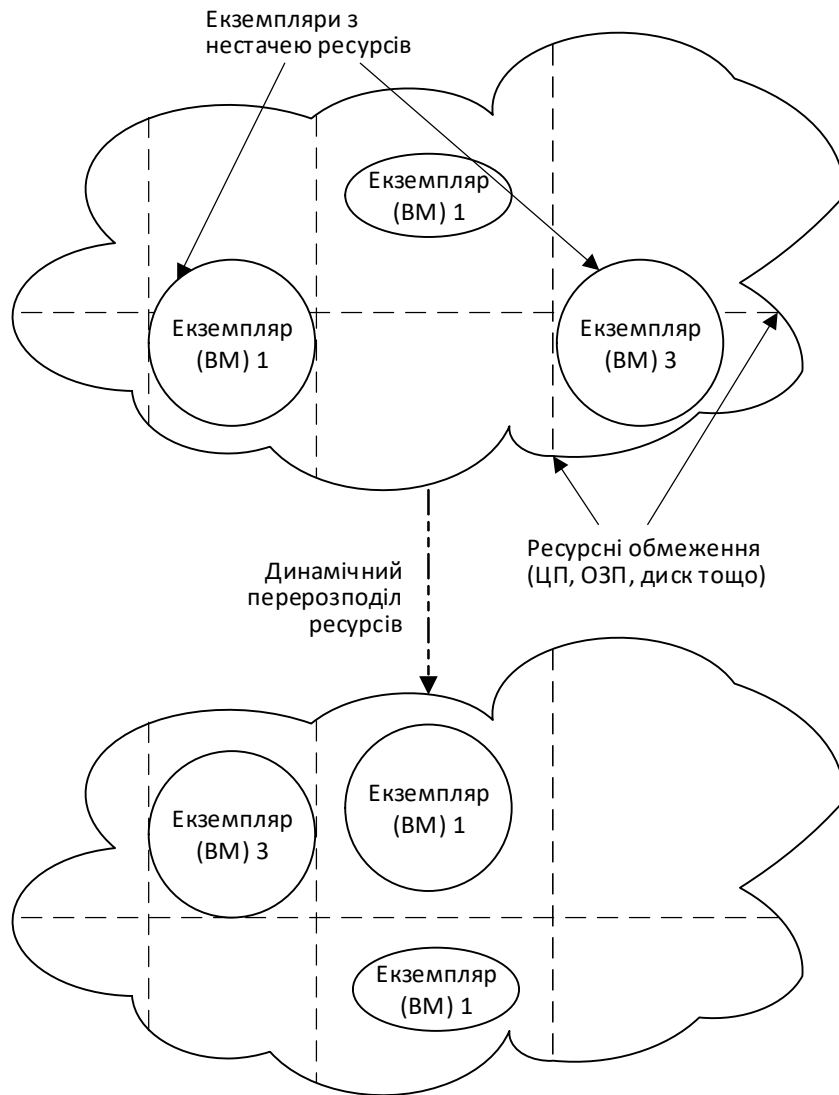 Екземпляри з
нестачею ресурсів
Екземпляр
(ВМ) 1
Екземпляр
(ВМ) 1
Екземпляр
(ВМ) 3
Ресурсні обмеження
(ЦП, ОЗП, диск тощо)
Динамічний
перерозподіл
ресурсів
Екземпляр
(ВМ) 3
Екземпляр
(ВМ) 1
Екземпляр
(ВМ) 1